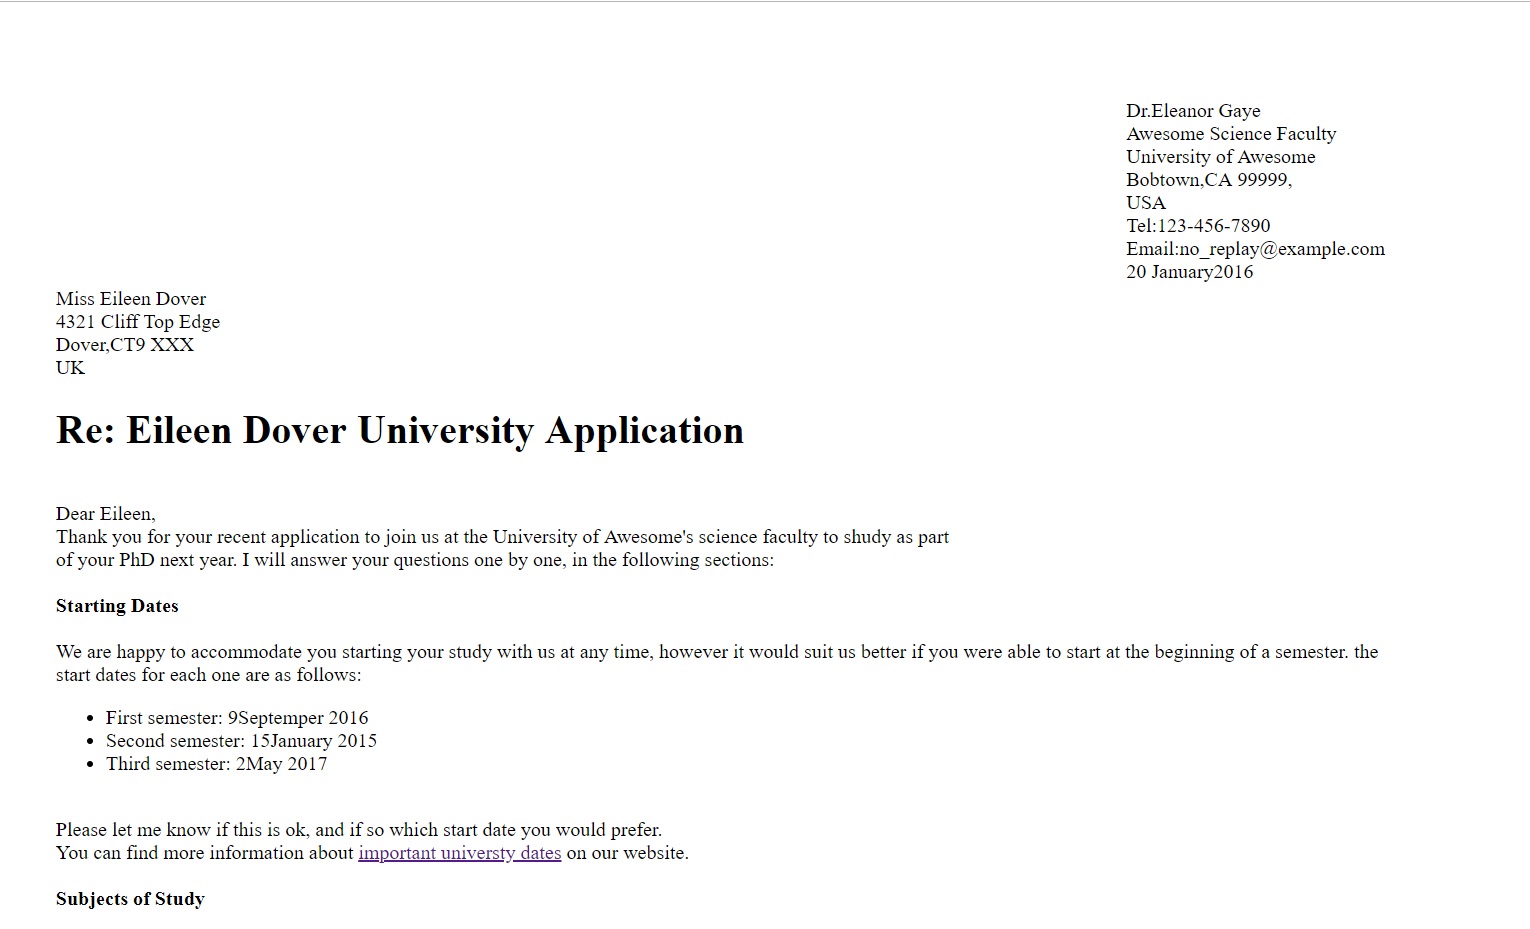 Dr.Eleanor Gaye
Awesome Science Faculty
University of Awesome
Bobtown,CA 99999,
USA
Tel:123-456-7890
Email:no_replay@example.com
20 January2016
Miss Eileen Dover
4321 Cliff Top Edge
Dover,CT9 XXX
UK
Re: Eileen Dover University Application
Dear Eileen,
Thank you for your recent application to join us at the University of Awesome's science faculty to shudy as part
of your PhD next year. I will answer your questions one by one, in the following sections:
Starting Dates
We are happy to accommodate you starting your study with us at any time, however it would suit us better if you were able to start at the beginning of a semester. the
start dates for each one are as follows:
• First semester: 9Septemper 2016
• Second semester: 15January 2015
• Third semester: 2May 2017
Please let me know if this is ok, and if so which start date you would prefer.
You can find more information about important universty dates on our website.
Subjects of Study